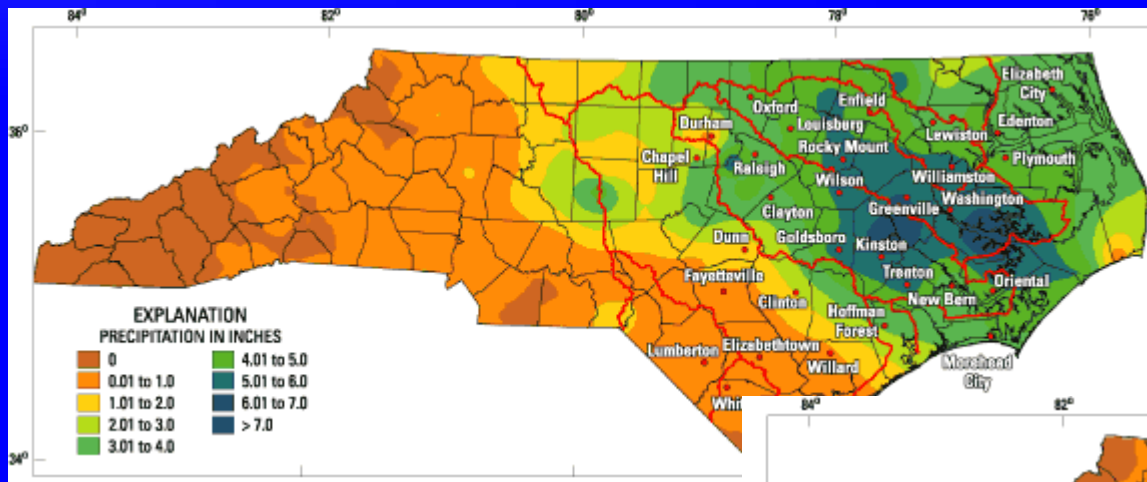 84° 82° 80° 78° 76°
36°
34°
Elizabeth
City
Oxford
Enfield
Durham
Louisburg
Lewiston
Edenton
Chapel
Hill
Raleigh
Rocky Mount
Plymouth
Wilson
Williamston
Clayton
Greenville
Washington
Dunn
Goldsboro
Kinston
Fayetteville
Trenton
Oriental
Clinton
New Bern
Hoffman
Forest
Lumberton
Elizabethtown
Willard
Morehead
City
Whit
EXPLANATION
PRECIPITATION IN INCHES
0
0.01 to 1.0
1.01 to 2.0
2.01 to 3.0
3.01 to 4.0
4.01 to 5.0
5.01 to 6.0
6.01 to 7.0
> 7.0
84° 82°